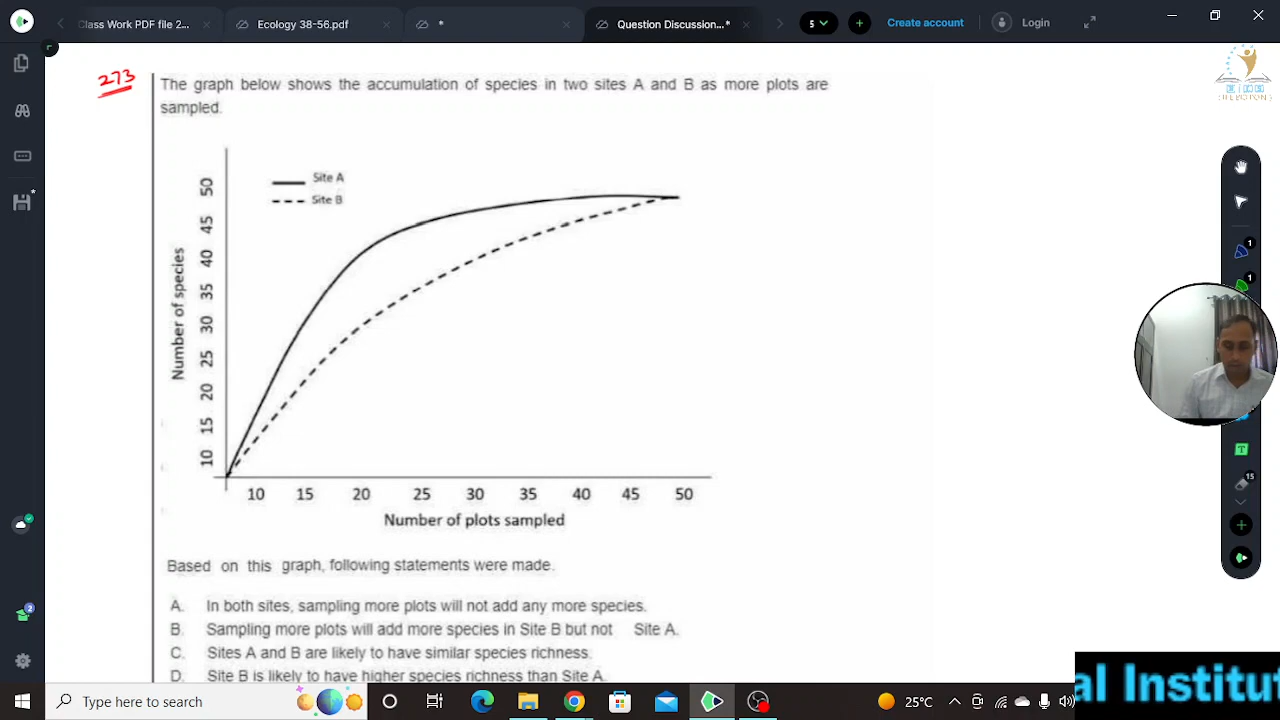 Class Work PDF file 2...
Ecology 38-56.pdf
*
Question Discussion...*
5
Create account
Login
273
The graph below shows the accumulation of species in two sites A and B as more plots are
sampled.
Site A
Site B
Number of species
50
45
40
35
30
25
20
15
10
10 15 20 25 30 35 40 45 50
Number of plots sampled
Based on this graph, following statements were made.
A. In both sites, sampling more plots will not add any more species.
B. Sampling more plots will add more species in Site B but not Site A.
C. Sites A and B are likely to have similar species richness.
D. Site B is likely to have higher species richness than Site A.
1
1
T
15
2
al Institut
Type here to search
25°C